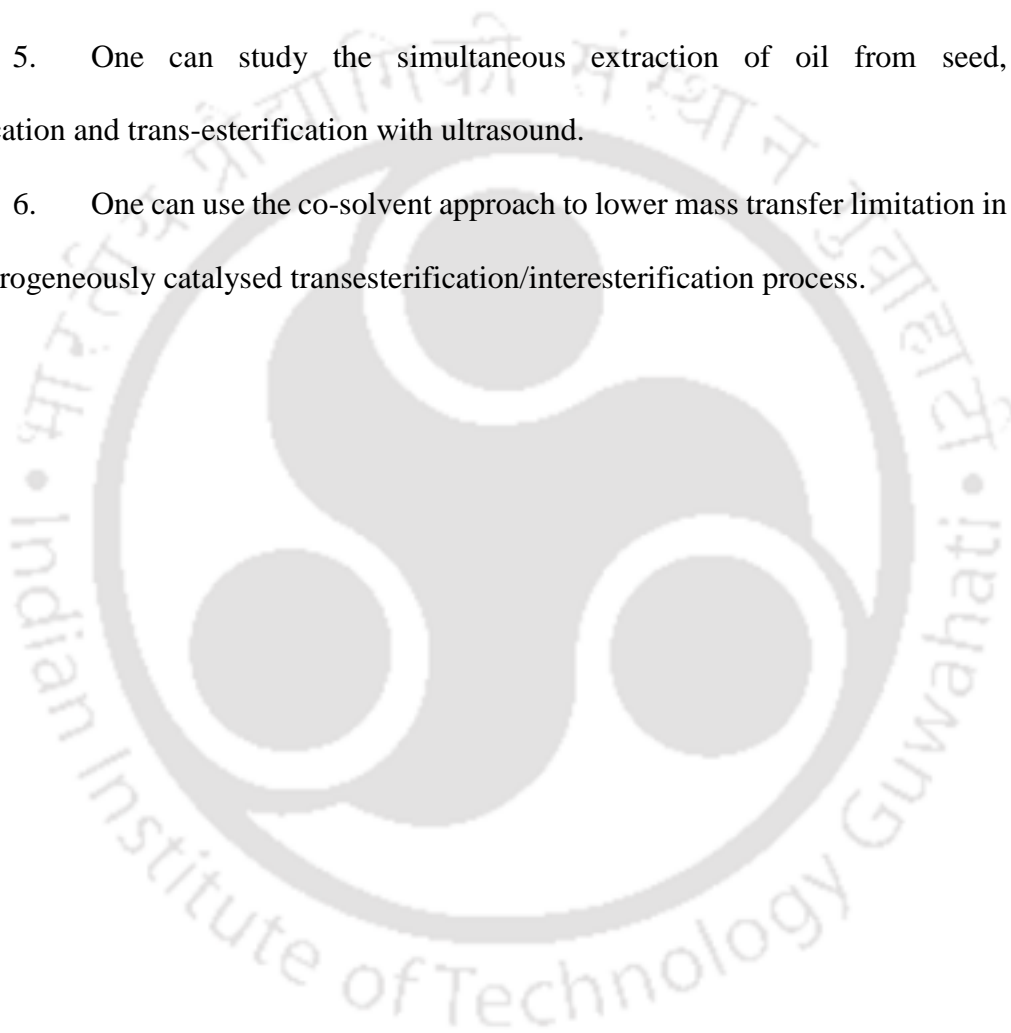 5. One can study the simultaneous extraction of oil from seed,
cation and trans-esterification with ultrasound.
6. One can use the co-solvent approach to lower mass transfer limitation in
rogeneously catalysed transesterification/interesterification process.
भारतीय प्रौद्योगिकी संस्थान गुवाहाटी
Indian Institute of Technology Guwahati